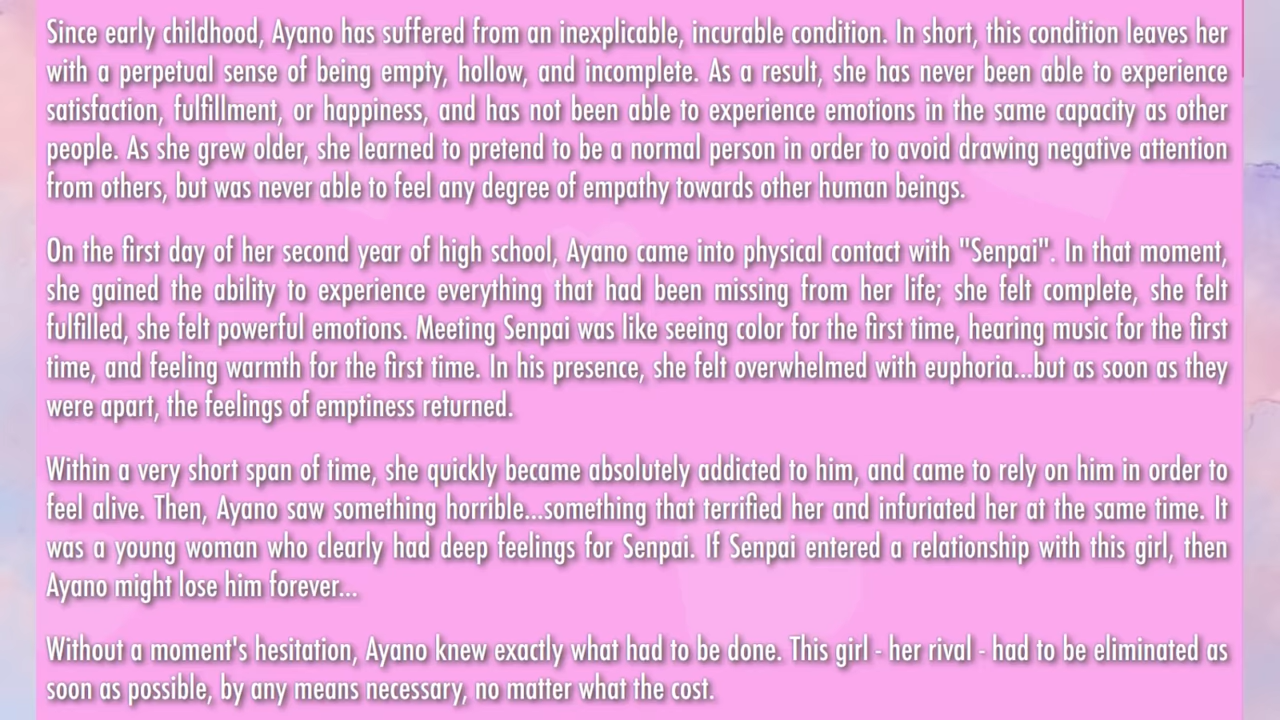 Since early childhood, Ayano has suffered from an inexplicable, incurable condition. In short, this condition leaves her
with a perpetual sense of being empty, hollow, and incomplete. As a result, she has never been able to experience
satisfaction, fulfillment, or happiness, and has not been able to experience emotions in the same capacity as other
people. As she grew older, she learned to pretend to be a normal person in order to avoid drawing negative attention
from others, but was never able to feel any degree of empathy towards other human beings.
On the first day of her second year of high school, Ayano came into physical contact with "Senpai". In that moment,
she gained the ability to experience everything that had been missing from her life; she felt complete, she felt
fulfilled, she felt powerful emotions. Meeting Senpai was like seeing color for the first time, hearing music for the first
time, and feeling warmth for the first time. In his presence, she felt overwhelmed with euphoria...but as soon as they
were apart, the feelings of emptiness returned.
Within a very short span of time, she quickly became absolutely addicted to him, and came to rely on him in order to
feel alive. Then, Ayano saw something horrible...something that terrified her and infuriated her at the same time. It
was a young woman who clearly had deep feelings for Senpai. If Senpai entered a relationship with this girl, then
Ayano might lose him forever...
Without a moment's hesitation, Ayano knew exactly what had to be done. This girl - her rival - had to be eliminated as
soon as possible, by any means necessary, no matter what the cost.